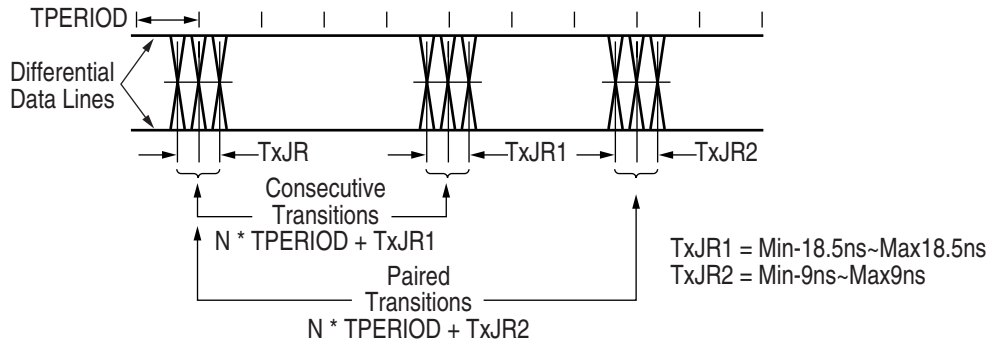 TPERIOD
Differential
Data Lines
TxJR
TxJR1
TxJR2
Consecutive
Transitions
N * TPERIOD + TxJR1
Paired
Transitions
N * TPERIOD + TxJR2
TxJR1 = Min-18.5ns~Max18.5ns
TxJR2 = Min-9ns~Max9ns